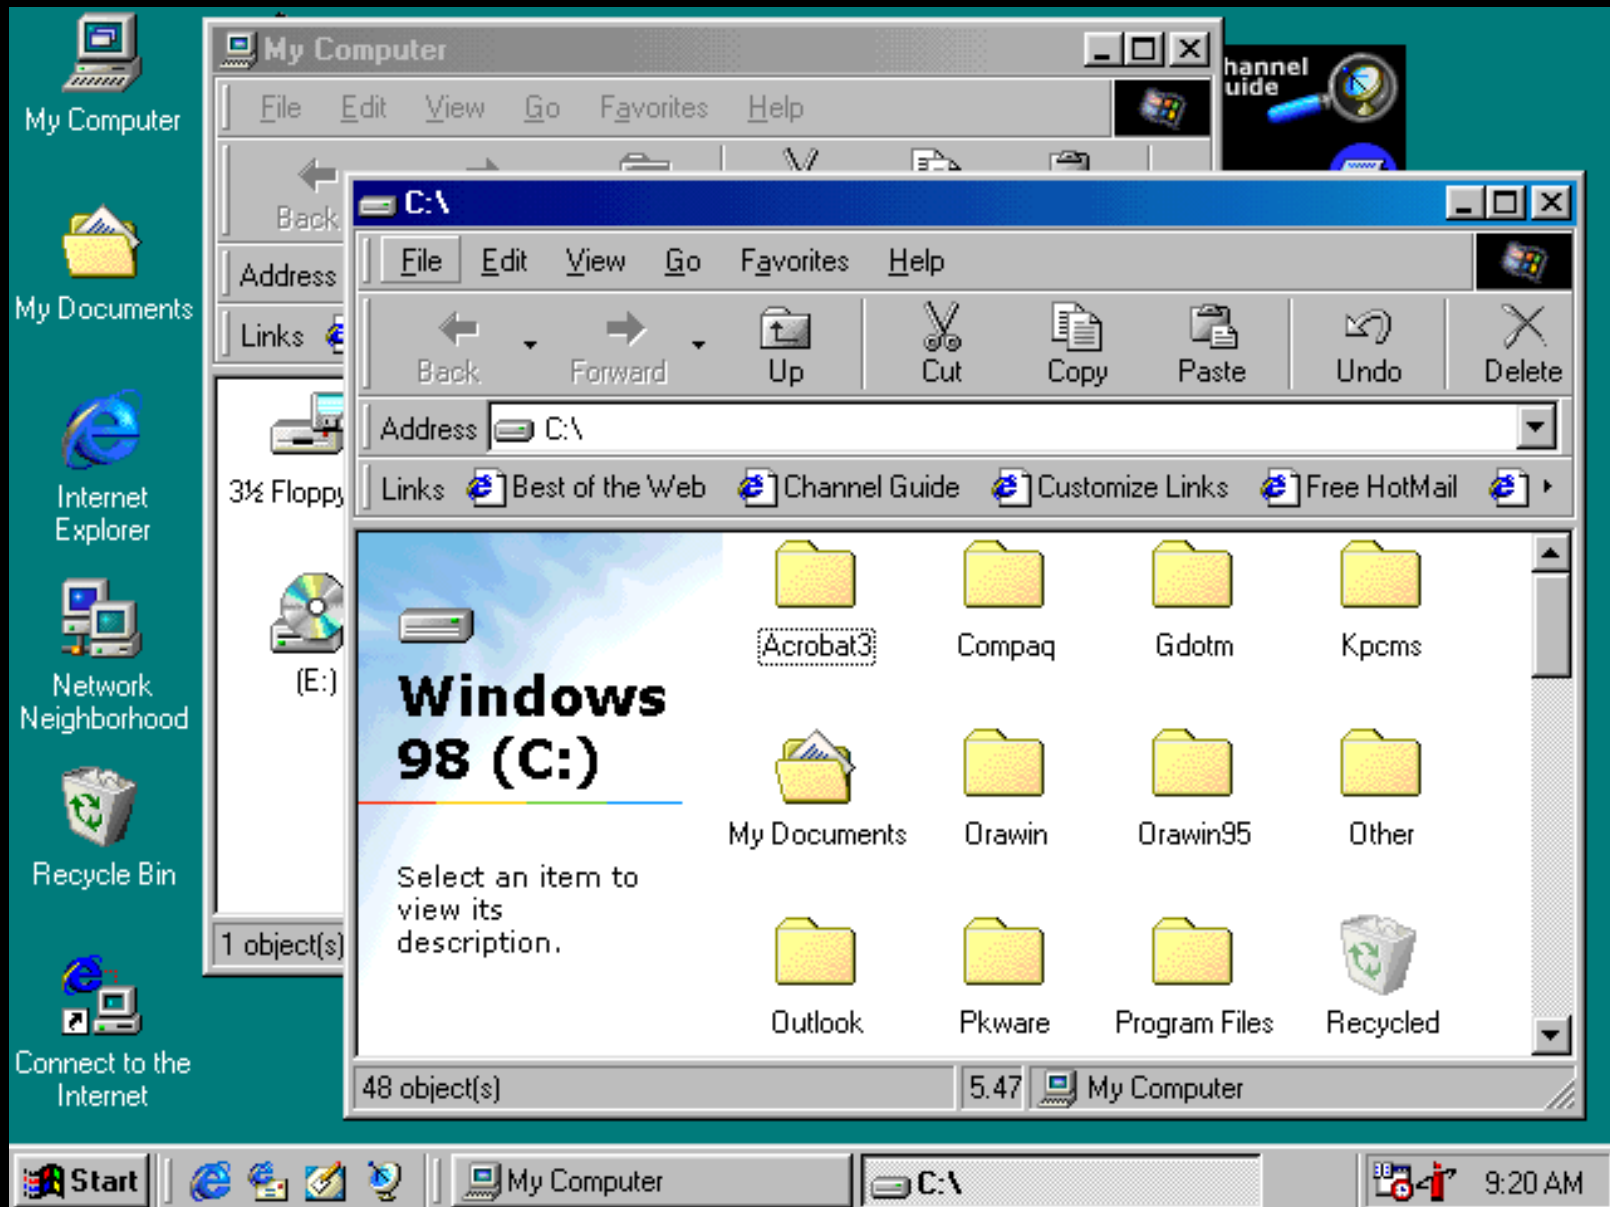 My Computer
My Documents
Internet
Explorer
Network
Neighborhood
Recycle Bin
Connect to the
Internet
My Computer
File Edit View Go Favorites Help
Back
Address
Links
3½ Floppy
(E:)
1 object(s)
hannel
uide
C:\
File Edit View Go Favorites Help
Back Forward Up Cut Copy Paste Undo Delete
Address C:\
Links Best of the Web Channel Guide Customize Links Free HotMail
Windows
98 (C:)
Select an item to
view its
description.
Acrobat3 Compaq Gdotm Kpcms
My Documents Orawin Orawin95 Other
Outlook Pkware Program Files Recycled
48 object(s) 5.47 My Computer
Start My Computer C:\ 9:20 AM